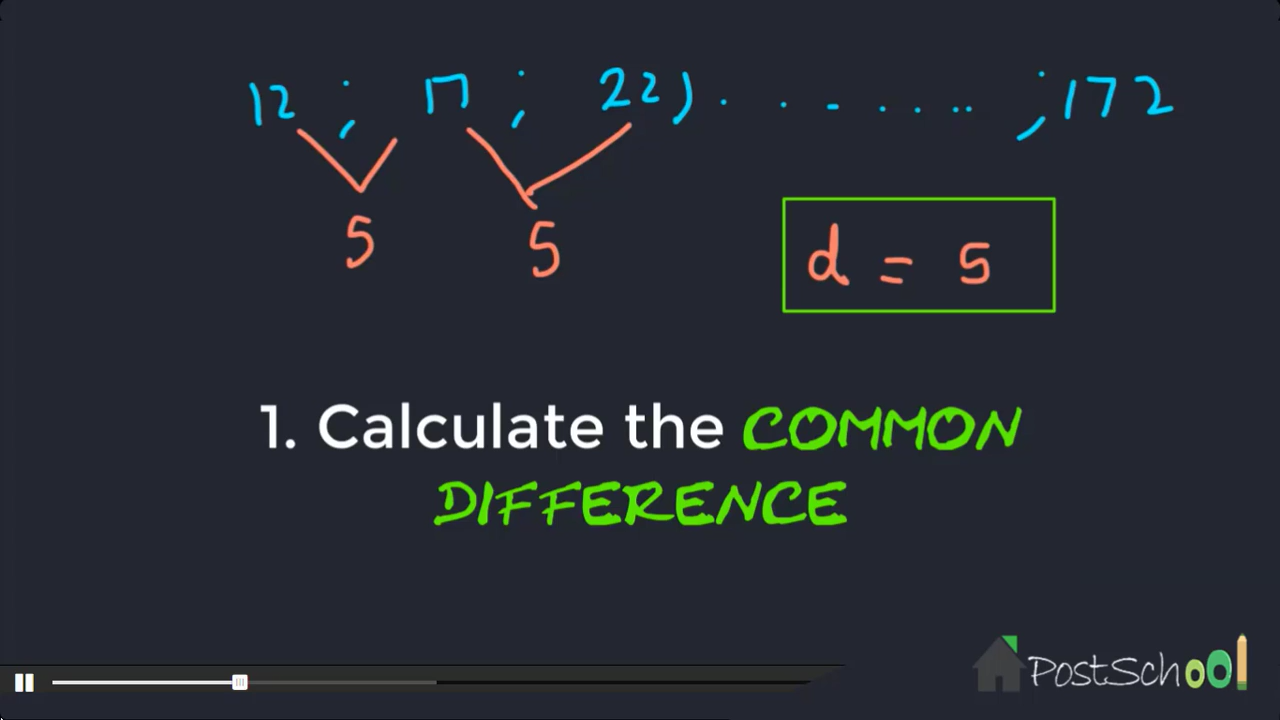 12 ; 17 ; 22 ; . . - . . . .. ; 172
5 5
d = 5
1. Calculate the COMMON
DIFFERENCE
PostSchool